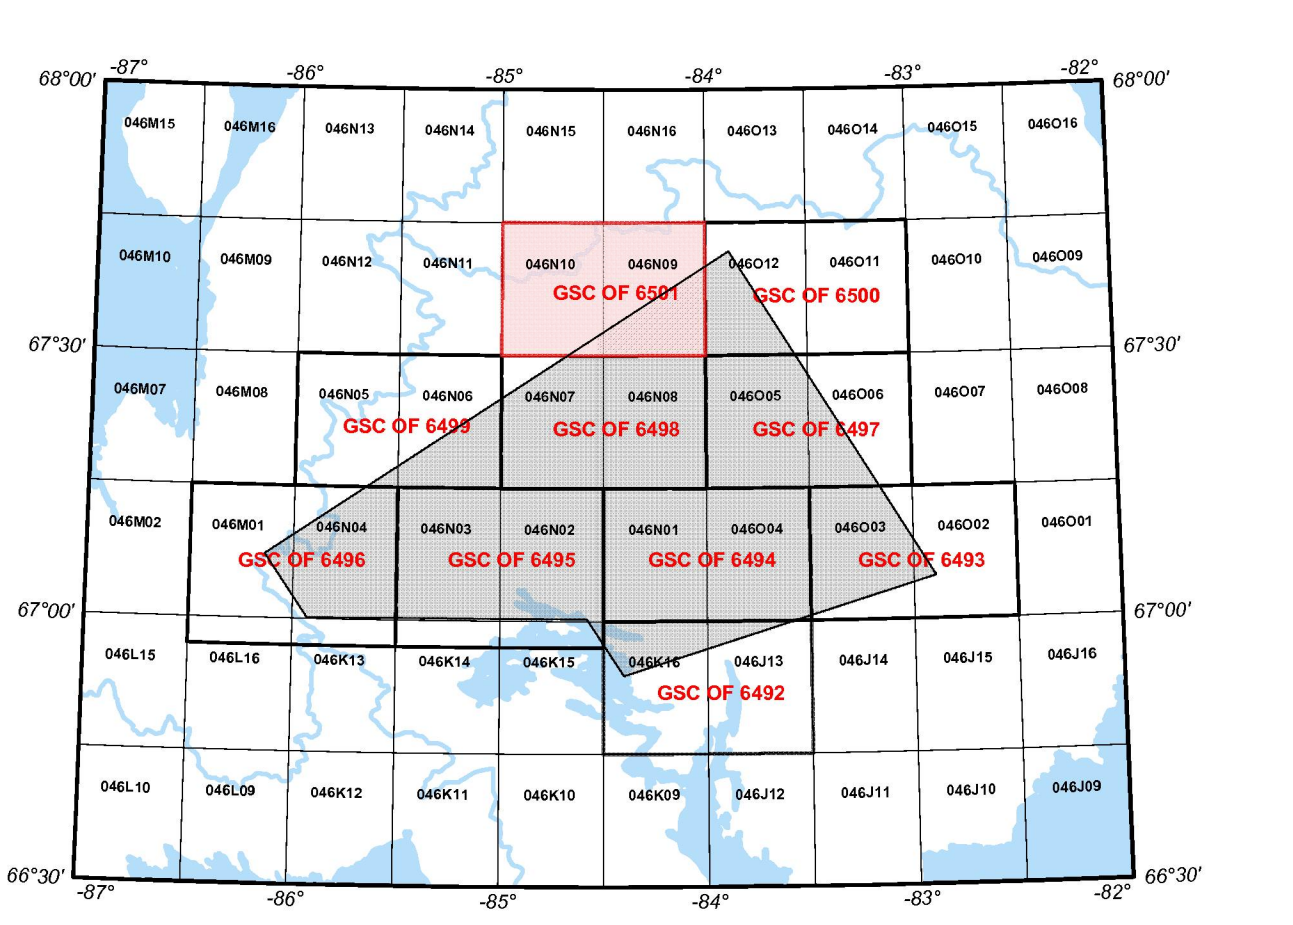 -87° -86° -85° -84° -83° -82°
68°00' 68°00'
046M15 046M16 046N13 046N14 046N15 046N16 046O13 046O14 046O15 046O16
046M10 046M09 046N12 046N11 046N10 046N09 046O12 046O11 046O10 046O09
GSC OF 6501 GSC OF 6500
67°30' 67°30'
046M07 046M08 046N05 046N06 046N07 046N08 046O05 046O06 046O07 046O08
GSC OF 6499 GSC OF 6498 GSC OF 6497
046M02 046M01 046N04 046N03 046N02 046N01 046O04 046O03 046O02 046O01
GSC OF 6496 GSC OF 6495 GSC OF 6494 GSC OF 6493
67°00' 67°00'
046L15 046L16 046K13 046K14 046K15 046K16 046J13 046J14 046J15 046J16
GSC OF 6492
046L10 046L09 046K12 046K11 046K10 046K09 046J12 046J11 046J10 046J09
66°30' 66°30'
-87° -86° -85° -84° -83° -82°